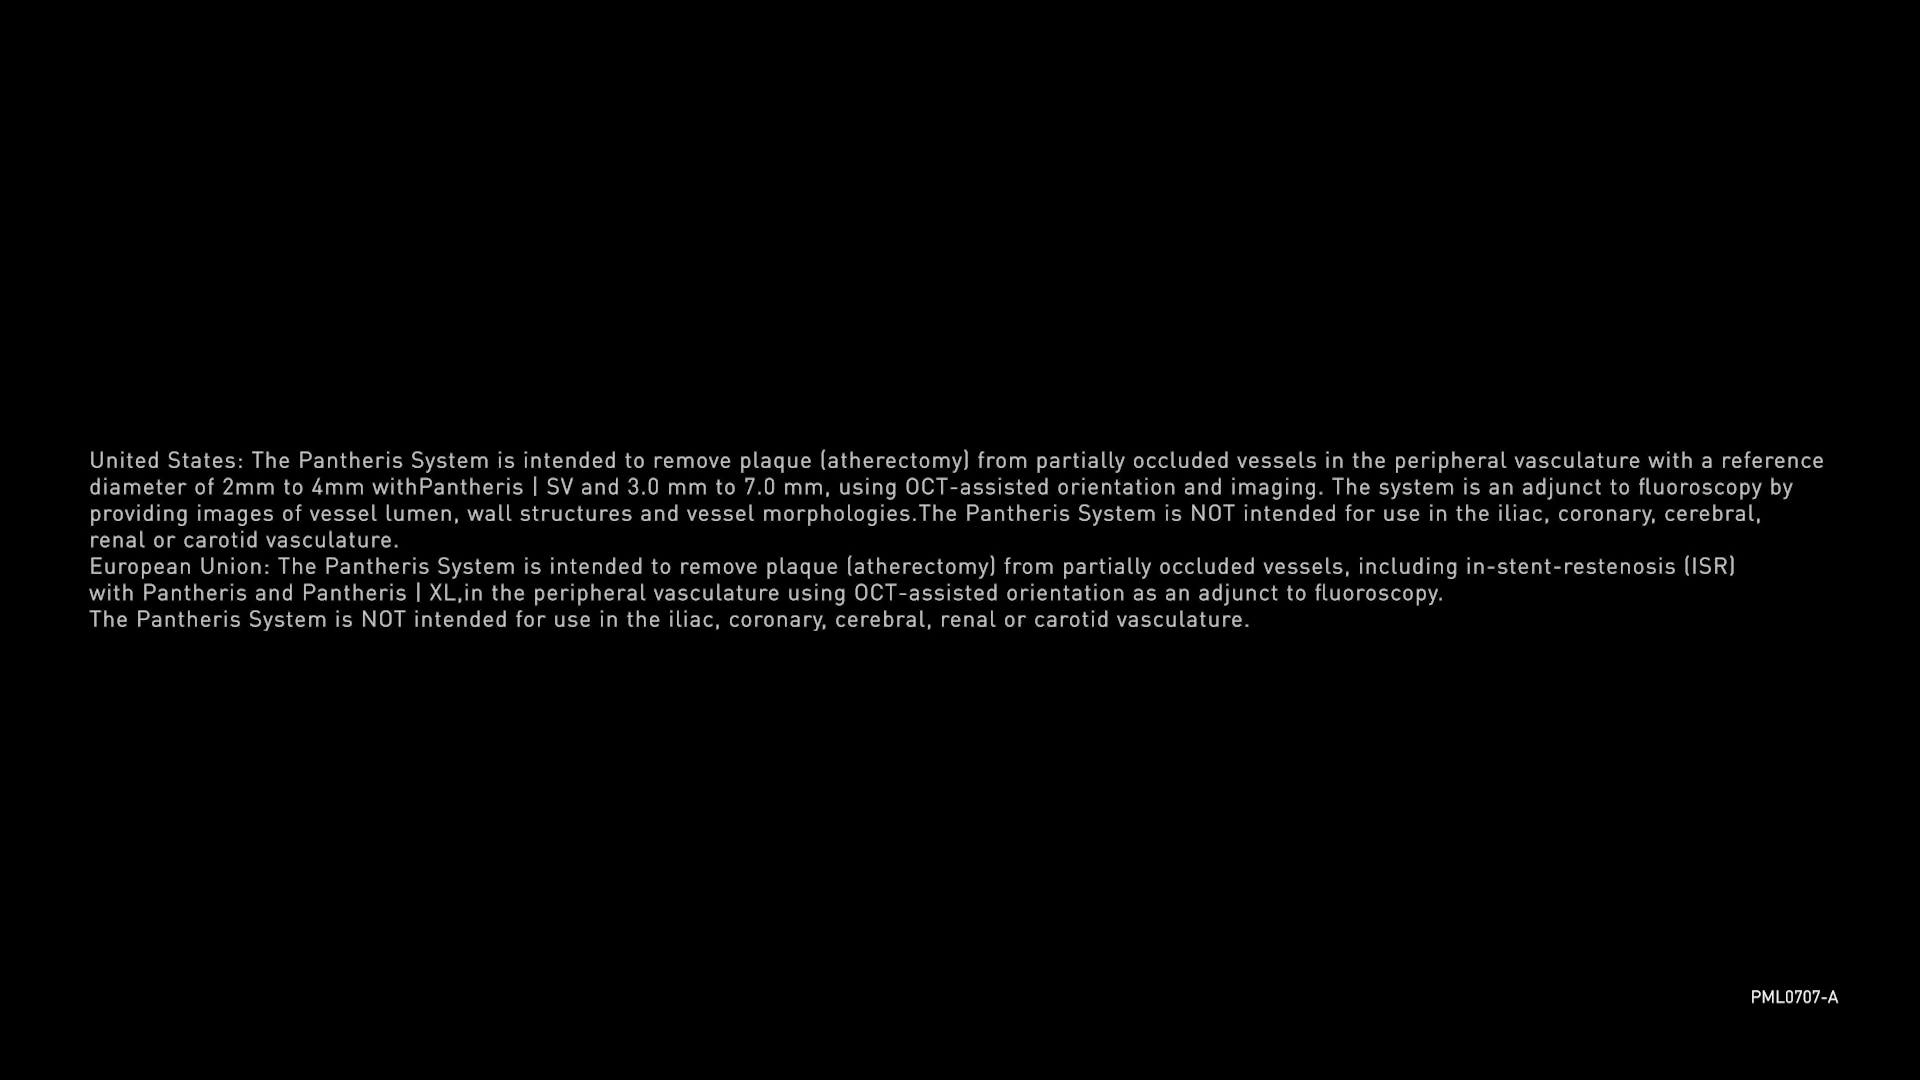 United States: The Pantheris System is intended to remove plaque (atherectomy) from partially occluded vessels in the peripheral vasculature with a reference
diameter of 2mm to 4mm withPantheris | SV and 3.0 mm to 7.0 mm, using OCT-assisted orientation and imaging. The system is an adjunct to fluoroscopy by
providing images of vessel lumen, wall structures and vessel morphologies.The Pantheris System is NOT intended for use in the iliac, coronary, cerebral,
renal or carotid vasculature.
European Union: The Pantheris System is intended to remove plaque (atherectomy) from partially occluded vessels, including in-stent-restenosis (ISR)
with Pantheris and Pantheris | XL,in the peripheral vasculature using OCT-assisted orientation as an adjunct to fluoroscopy.
The Pantheris System is NOT intended for use in the iliac, coronary, cerebral, renal or carotid vasculature.
PML0707-A